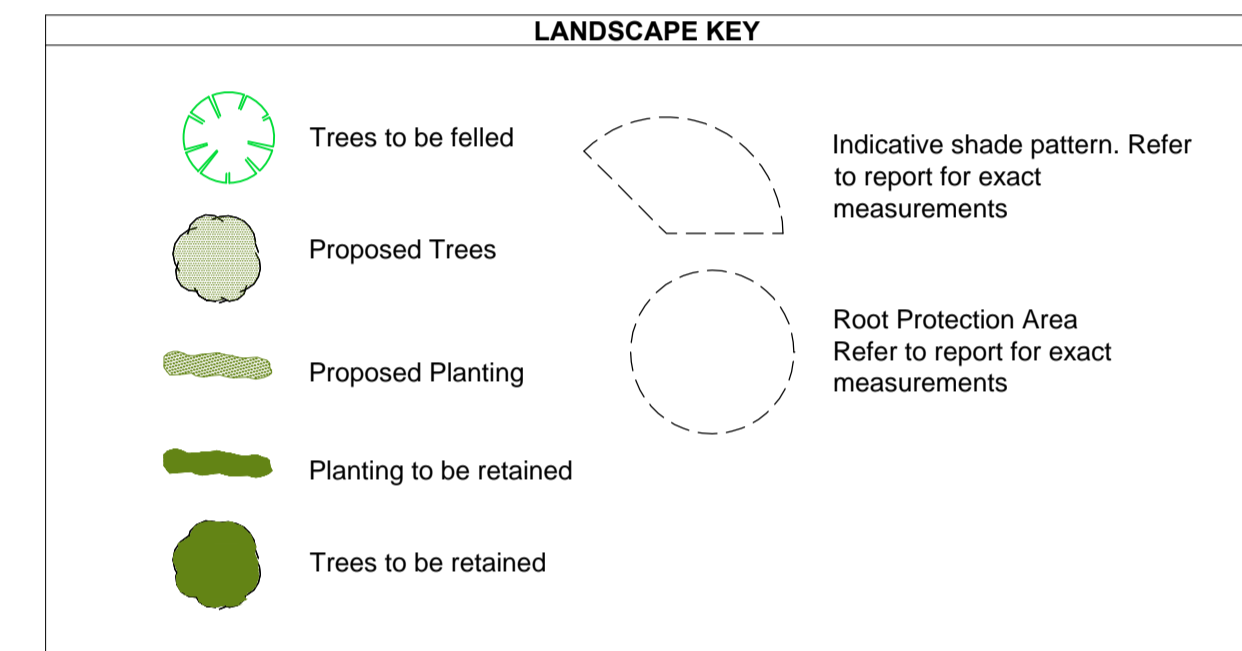 LANDSCAPE KEY
Trees to be felled
Proposed Trees
Proposed Planting
Planting to be retained
Trees to be retained
Indicative shade pattern. Refer
to report for exact
measurements
Root Protection Area
Refer to report for exact
measurements